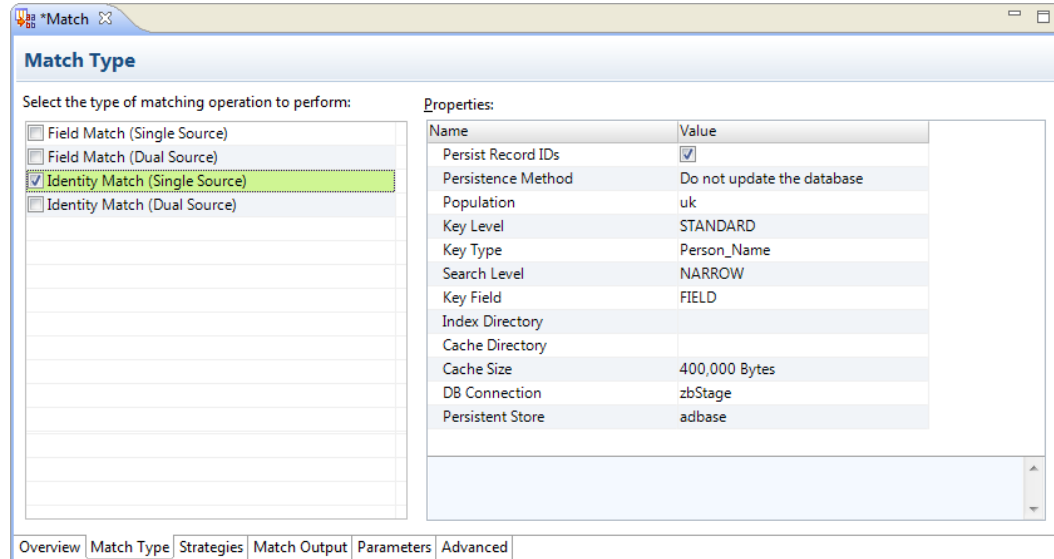 *Match
Match Type
Select the type of matching operation to perform:
Field Match (Single Source)
Field Match (Dual Source)
Identity Match (Single Source)
Identity Match (Dual Source)
Properties:
Name Value
Persist Record IDs
Persistence Method Do not update the database
Population uk
Key Level STANDARD
Key Type Person_Name
Search Level NARROW
Key Field FIELD
Index Directory
Cache Directory
Cache Size 400,000 Bytes
DB Connection zbStage
Persistent Store adbase
Overview Match Type Strategies Match Output Parameters Advanced